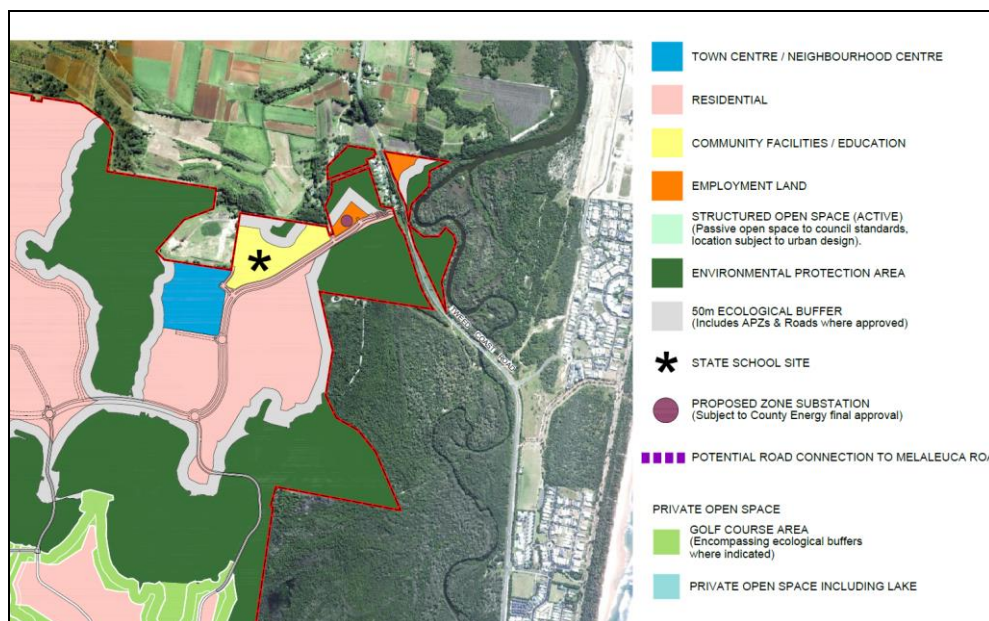 TOWN CENTRE / NEIGHBOURHOOD CENTRE
RESIDENTIAL
COMMUNITY FACILITIES / EDUCATION
EMPLOYMENT LAND
STRUCTURED OPEN SPACE (ACTIVE)
(Passive open space to council standards,
location subject to urban design).
ENVIRONMENTAL PROTECTION AREA
50m ECOLOGICAL BUFFER
(Includes APZs & Roads where approved)
STATE SCHOOL SITE
PROPOSED ZONE SUBSTATION
(Subject to County Energy final approval)
POTENTIAL ROAD CONNECTION TO MELALEUCA ROA
PRIVATE OPEN SPACE
GOLF COURSE AREA
(Encompassing ecological buffers
where indicated)
PRIVATE OPEN SPACE INCLUDING LAKE
TWEED COAST ROAD